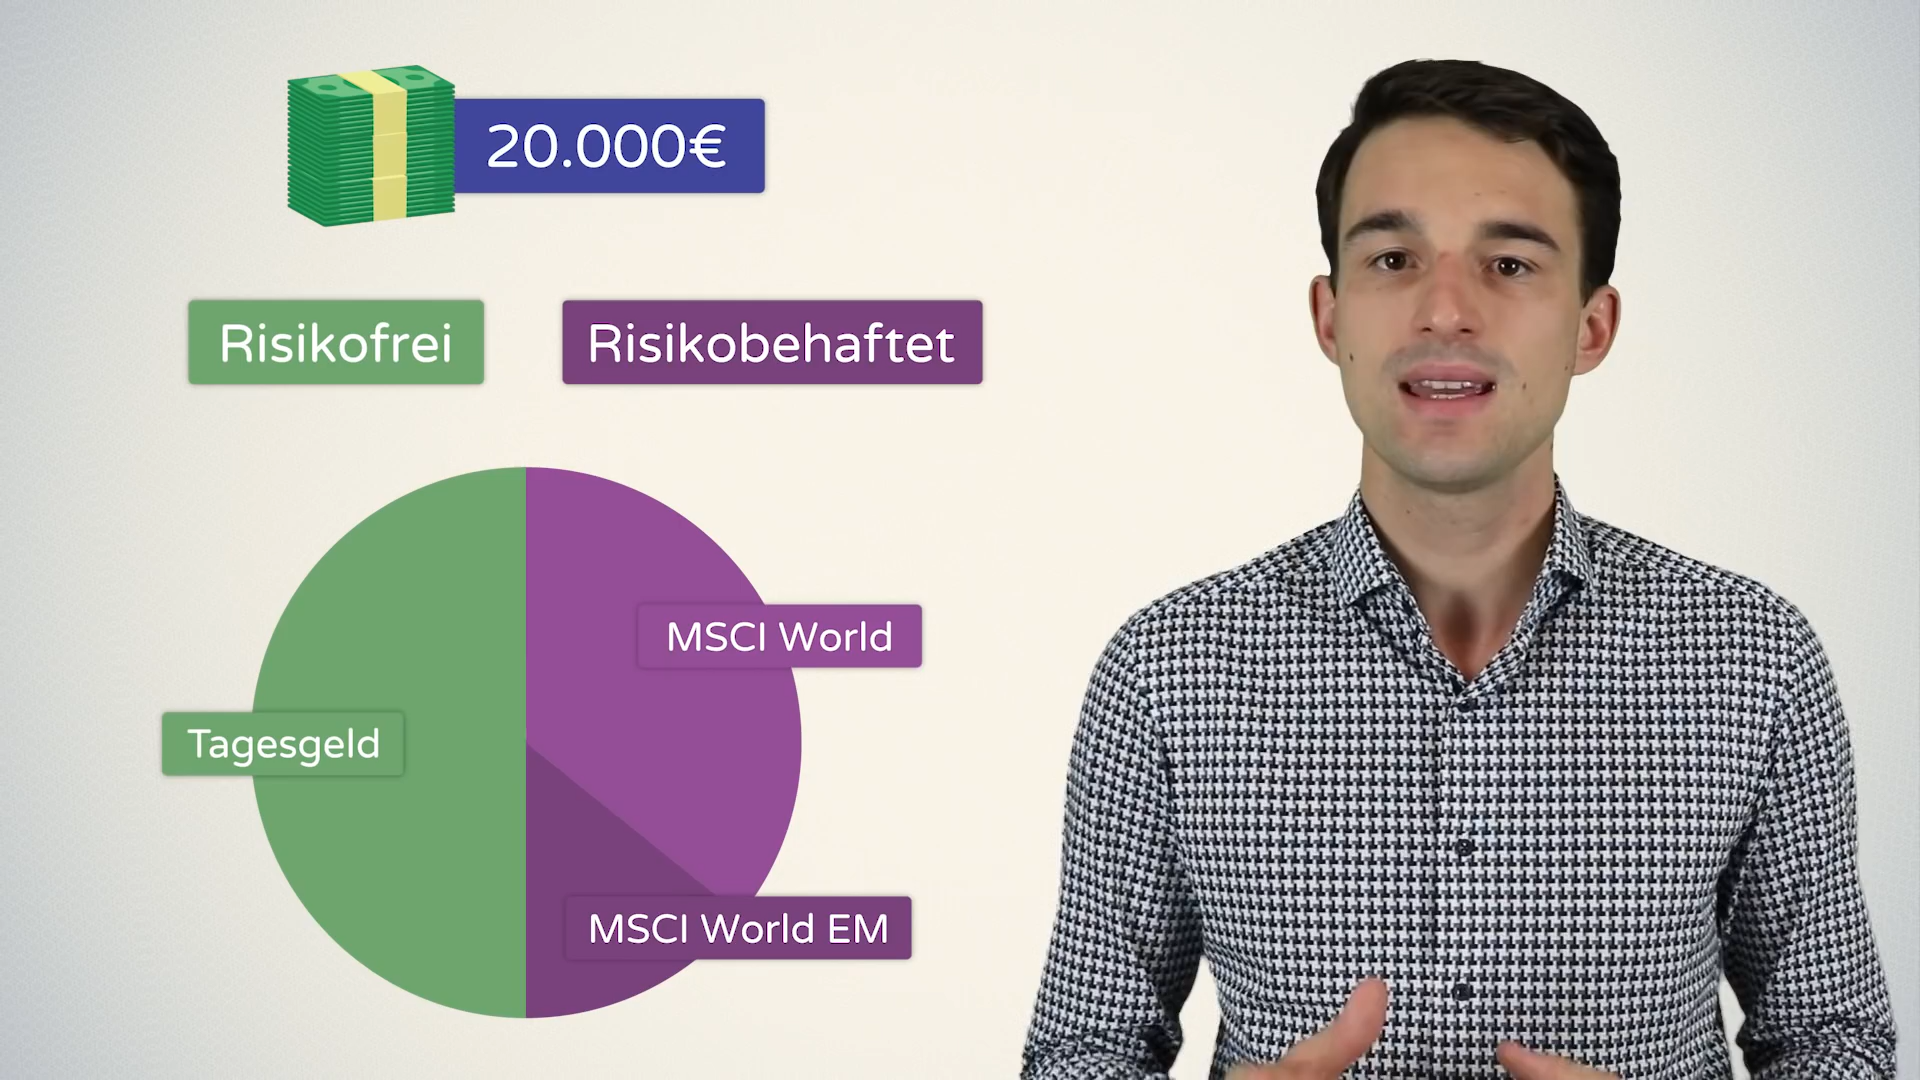 20.000€
Risikofrei
Risikobehaftet
MSCI World
Tagesgeld
MSCI World EM